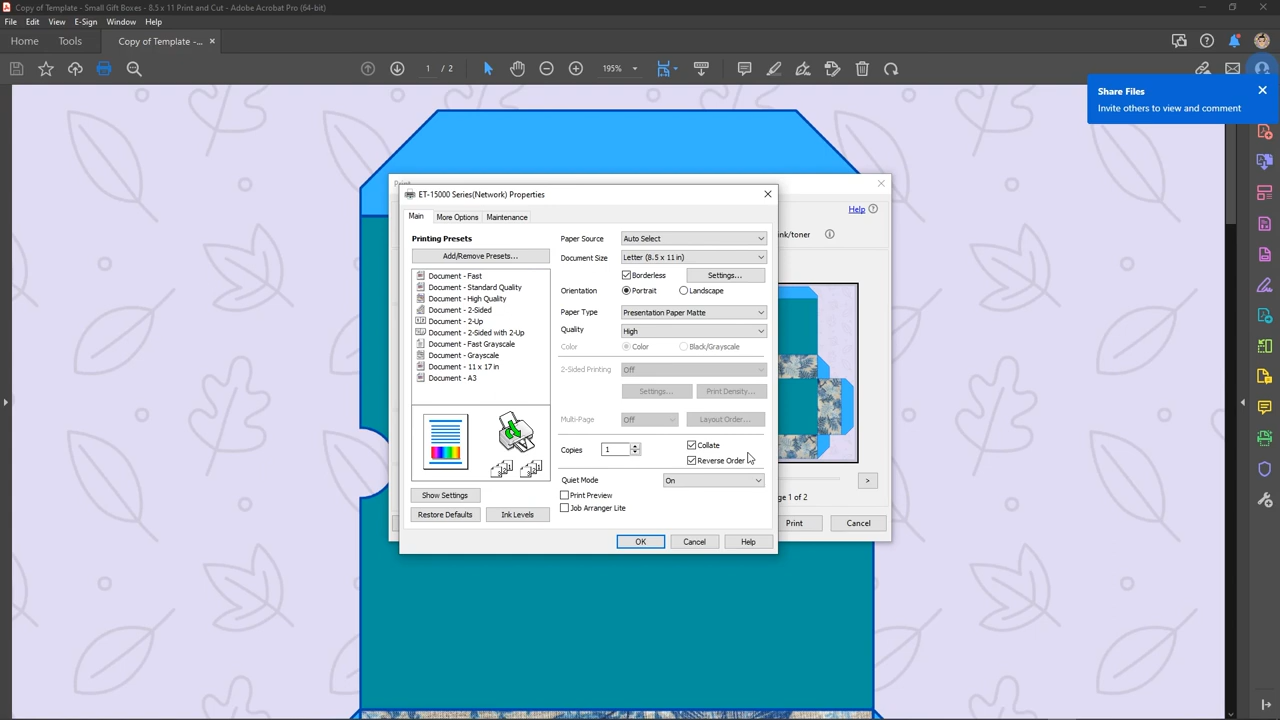 Copy of Template - Small Gift Boxes - 8.5 x 11 Print and Cut - Adobe Acrobat Pro (64-bit)
File Edit View E-Sign Window Help
Home Tools Copy of Template -...
1 / 2 195%
Share Files
Invite others to view and comment
Print
ET-15000 Series(Network) Properties
Help
Main More Options Maintenance
ink/toner
Printing Presets
Add/Remove Presets...
Document - Fast
Document - Standard Quality
Document - High Quality
Document - 2-Sided
Document - 2-Up
Document - 2-Sided with 2-Up
Document - Fast Grayscale
Document - Grayscale
Document - 11 x 17 in
Document - A3
Show Settings
Restore Defaults Ink Levels
Paper Source Auto Select
Document Size Letter (8.5 x 11 in)
Borderless Settings...
Orientation Portrait Landscape
Paper Type Presentation Paper Matte
Quality High
Color Color Black/Grayscale
2-Sided Printing Off
Settings... Print Density...
Multi-Page Off Layout Order...
Copies 1 Collate
Reverse Order
Quiet Mode On
Print Preview
Job Arranger Lite
OK Cancel Help
>
ge 1 of 2
Print Cancel